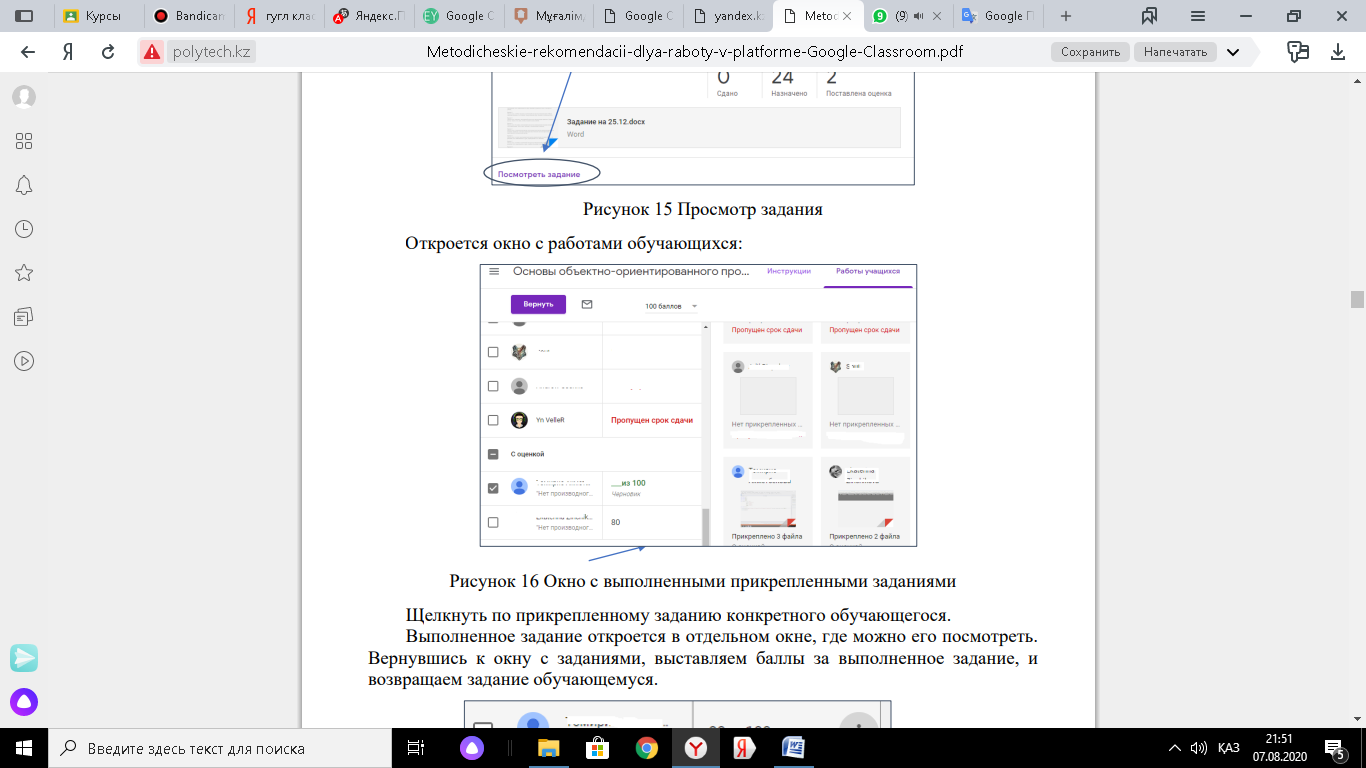 Курсы
Bandicam
гугл клас
Яндекс.П
Google C
Мұғалім,
Google C
yandex.k
Metod
(9)
Google П
polytech.kz
Metodicheskie-rekomendacii-dlya-raboty-v-platforme-Google-Classroom.pdf
Сохранить
Напечатать
0 24 2
Сдано Назначено Поставлена оценка
Задание на 25.12.docx
Word
Посмотреть задание
Рисунок 15 Просмотр задания
Откроется окно с работами обучающихся:
Основы объектно-ориентированного про...
Инструкции
Работы учащихся
Вернуть
100 баллов
Пропущен срок сдачи
Пропущен срок сдачи
Yn VelleR
Пропущен срок сдачи
Нет прикрепленных ...
Нет прикрепленных ...
С оценкой
___из 100
"Нет производног...
Черновик
80
"Нет производног...
Прикреплено 3 файла
Прикреплено 2 файла
Рисунок 16 Окно с выполненными прикрепленными заданиями
Щелкнуть по прикрепленному заданию конкретного обучающегося.
Выполненное задание откроется в отдельном окне, где можно его посмотреть.
Вернувшись к окну с заданиями, выставляем баллы за выполненное задание, и
возвращаем задание обучающемуся.
Введите здесь текст для поиска
ҚАЗ
21:51
07.08.2020
5